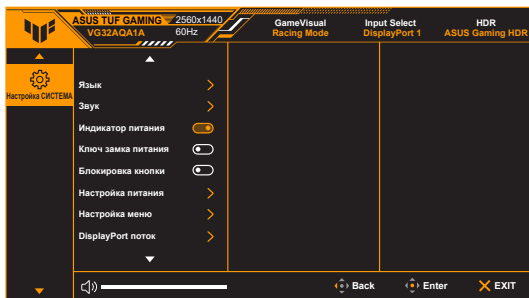 ASUS TUF GAMING
VG32AQA1A
2560x1440
60Hz
GameVisual
Racing Mode
Input Select
DisplayPort 1
HDR
ASUS Gaming HDR
Настройка СИСТЕМА
Язык
Звук
Индикатор питания
Ключ замка питания
Блокировка кнопки
Настройка питания
Настройка меню
DisplayPort поток
Back
Enter
EXIT